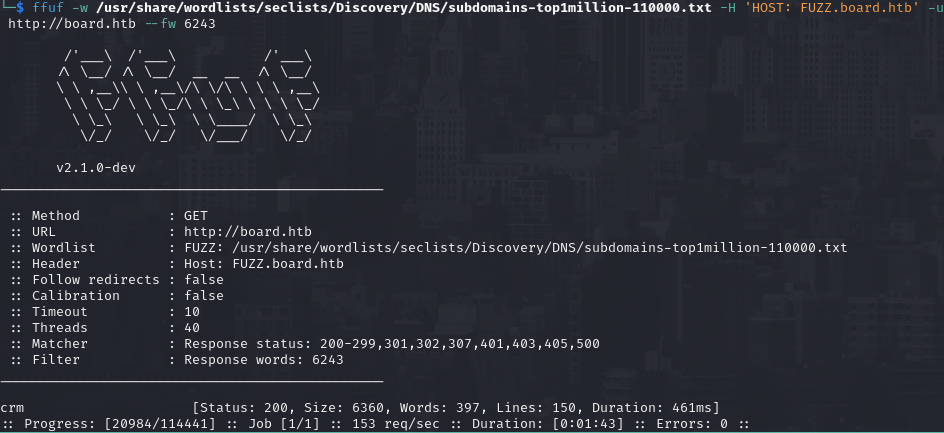 └─$ ffuf -w /usr/share/wordlists/seclists/Discovery/DNS/subdomains-top1million-110000.txt -H 'HOST: FUZZ.board.htb' -u
http://board.htb --fw 6243
v2.1.0-dev
:: Method : GET
:: URL : http://board.htb
:: Wordlist : FUZZ: /usr/share/wordlists/seclists/Discovery/DNS/subdomains-top1million-110000.txt
:: Header : Host: FUZZ.board.htb
:: Follow redirects : false
:: Calibration : false
:: Timeout : 10
:: Threads : 40
:: Matcher : Response status: 200-299,301,302,307,401,403,405,500
:: Filter : Response words: 6243
crm [Status: 200, Size: 6360, Words: 397, Lines: 150, Duration: 461ms]
:: Progress: [20984/114441] :: Job [1/1] :: 153 req/sec :: Duration: [0:01:43] :: Errors: 0 ::